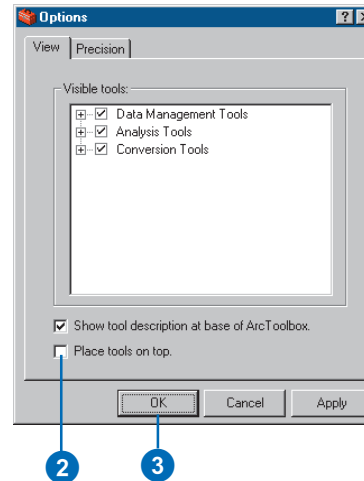 Options
View Precision
Visible tools:
Data Management Tools
Analysis Tools
Conversion Tools
Show tool description at base of ArcToolbox.
Place tools on top.
OK Cancel Apply
2 3